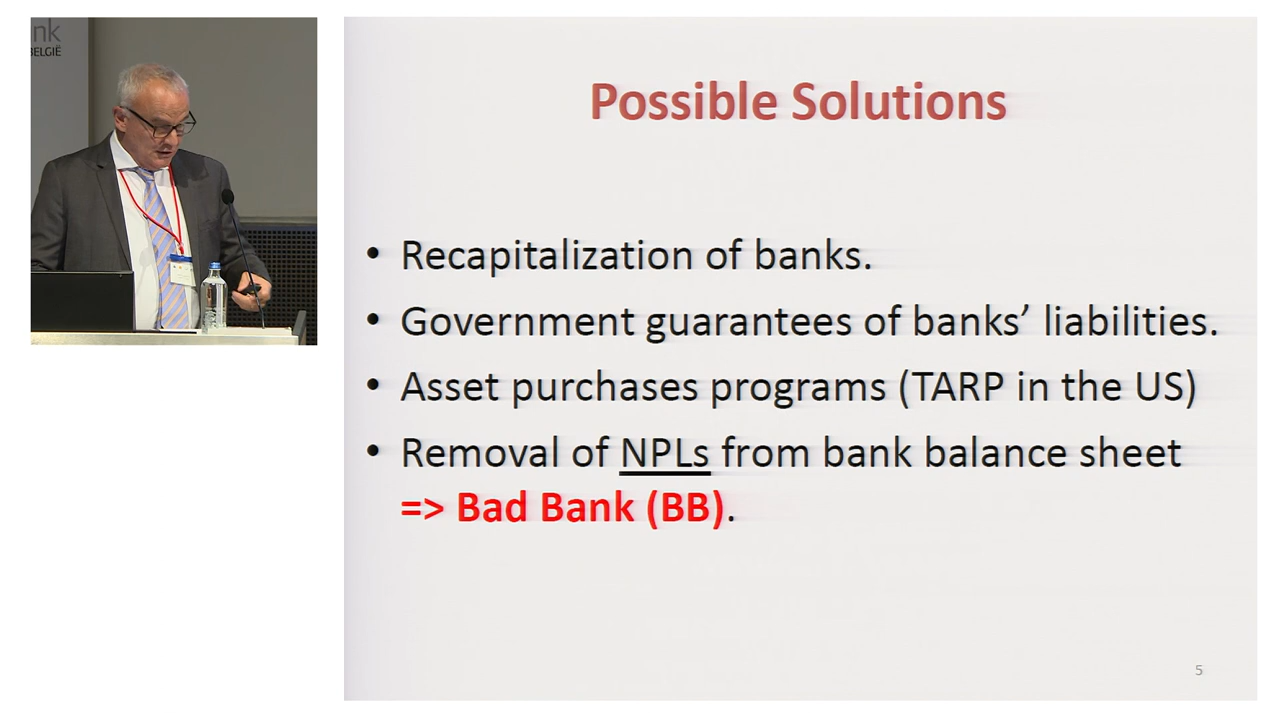 nk
BELGIË
Possible Solutions
• Recapitalization of banks.
• Government guarantees of banks’ liabilities.
• Asset purchases programs (TARP in the US)
• Removal of NPLs from bank balance sheet
=> Bad Bank (BB).
5